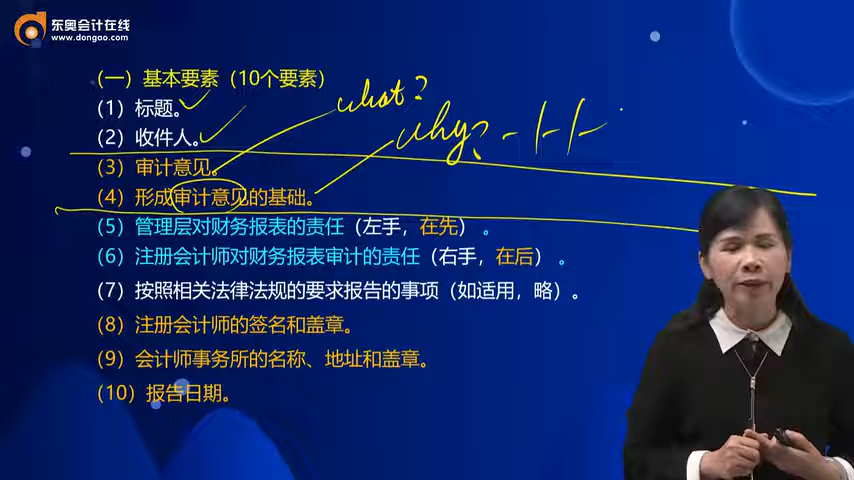 东奥会计在线
www.dongao.com
（一）基本要素（10个要素）
（1）标题。
（2）收件人。
what?
why?
（3）审计意见。
（4）形成审计意见的基础。
（5）管理层对财务报表的责任（左手，在先）。
（6）注册会计师对财务报表审计的责任（右手，在后）。
（7）按照相关法律法规的要求报告的事项（如适用，略）。
（8）注册会计师的签名和盖章。
（9）会计师事务所的名称、地址和盖章。
（10）报告日期。